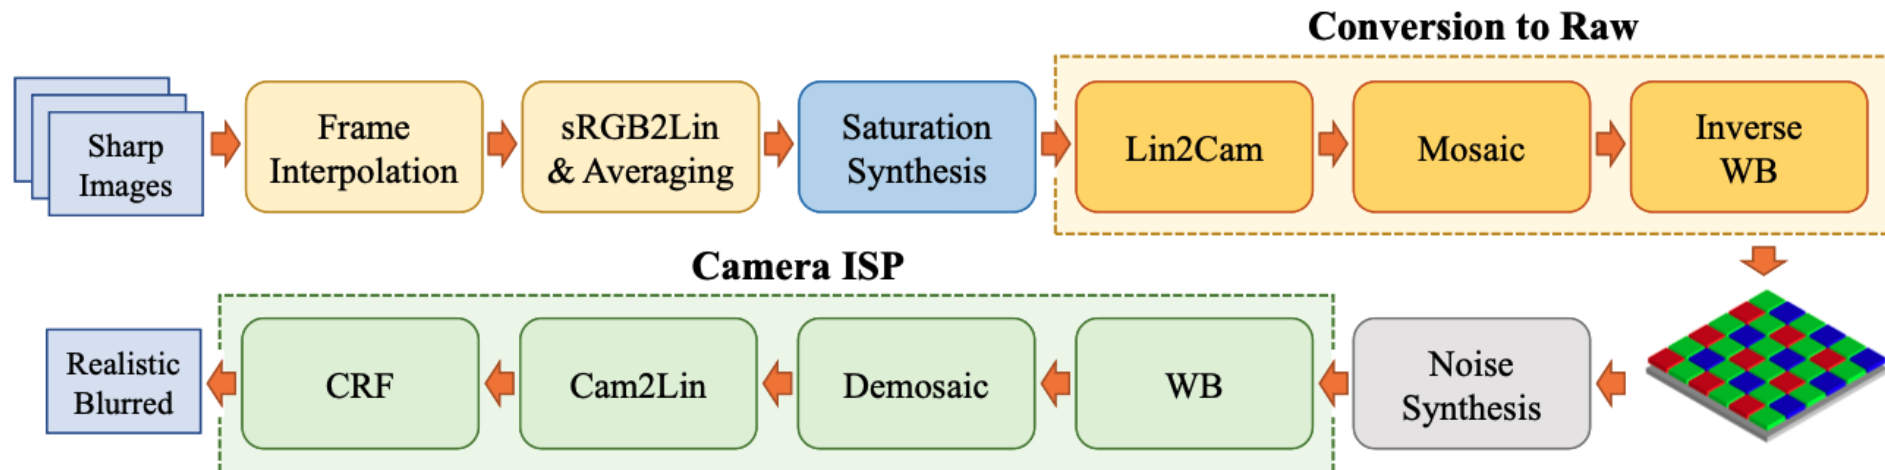 Conversion to Raw
Sharp
Images
Frame
Interpolation
sRGB2Lin
& Averaging
Saturation
Synthesis
Lin2Cam
Mosaic
Inverse
WB
Camera ISP
Realistic
Blurred
CRF
Cam2Lin
Demosaic
WB
Noise
Synthesis